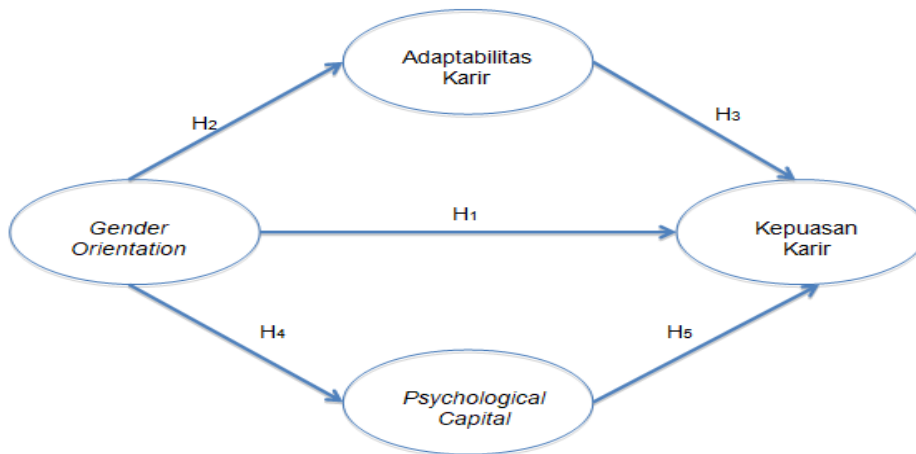 Adaptabilitas
Karir
H2
H3
Gender
Orientation
H1
Kepuasan
Karir
H4
H5
Psychological
Capital